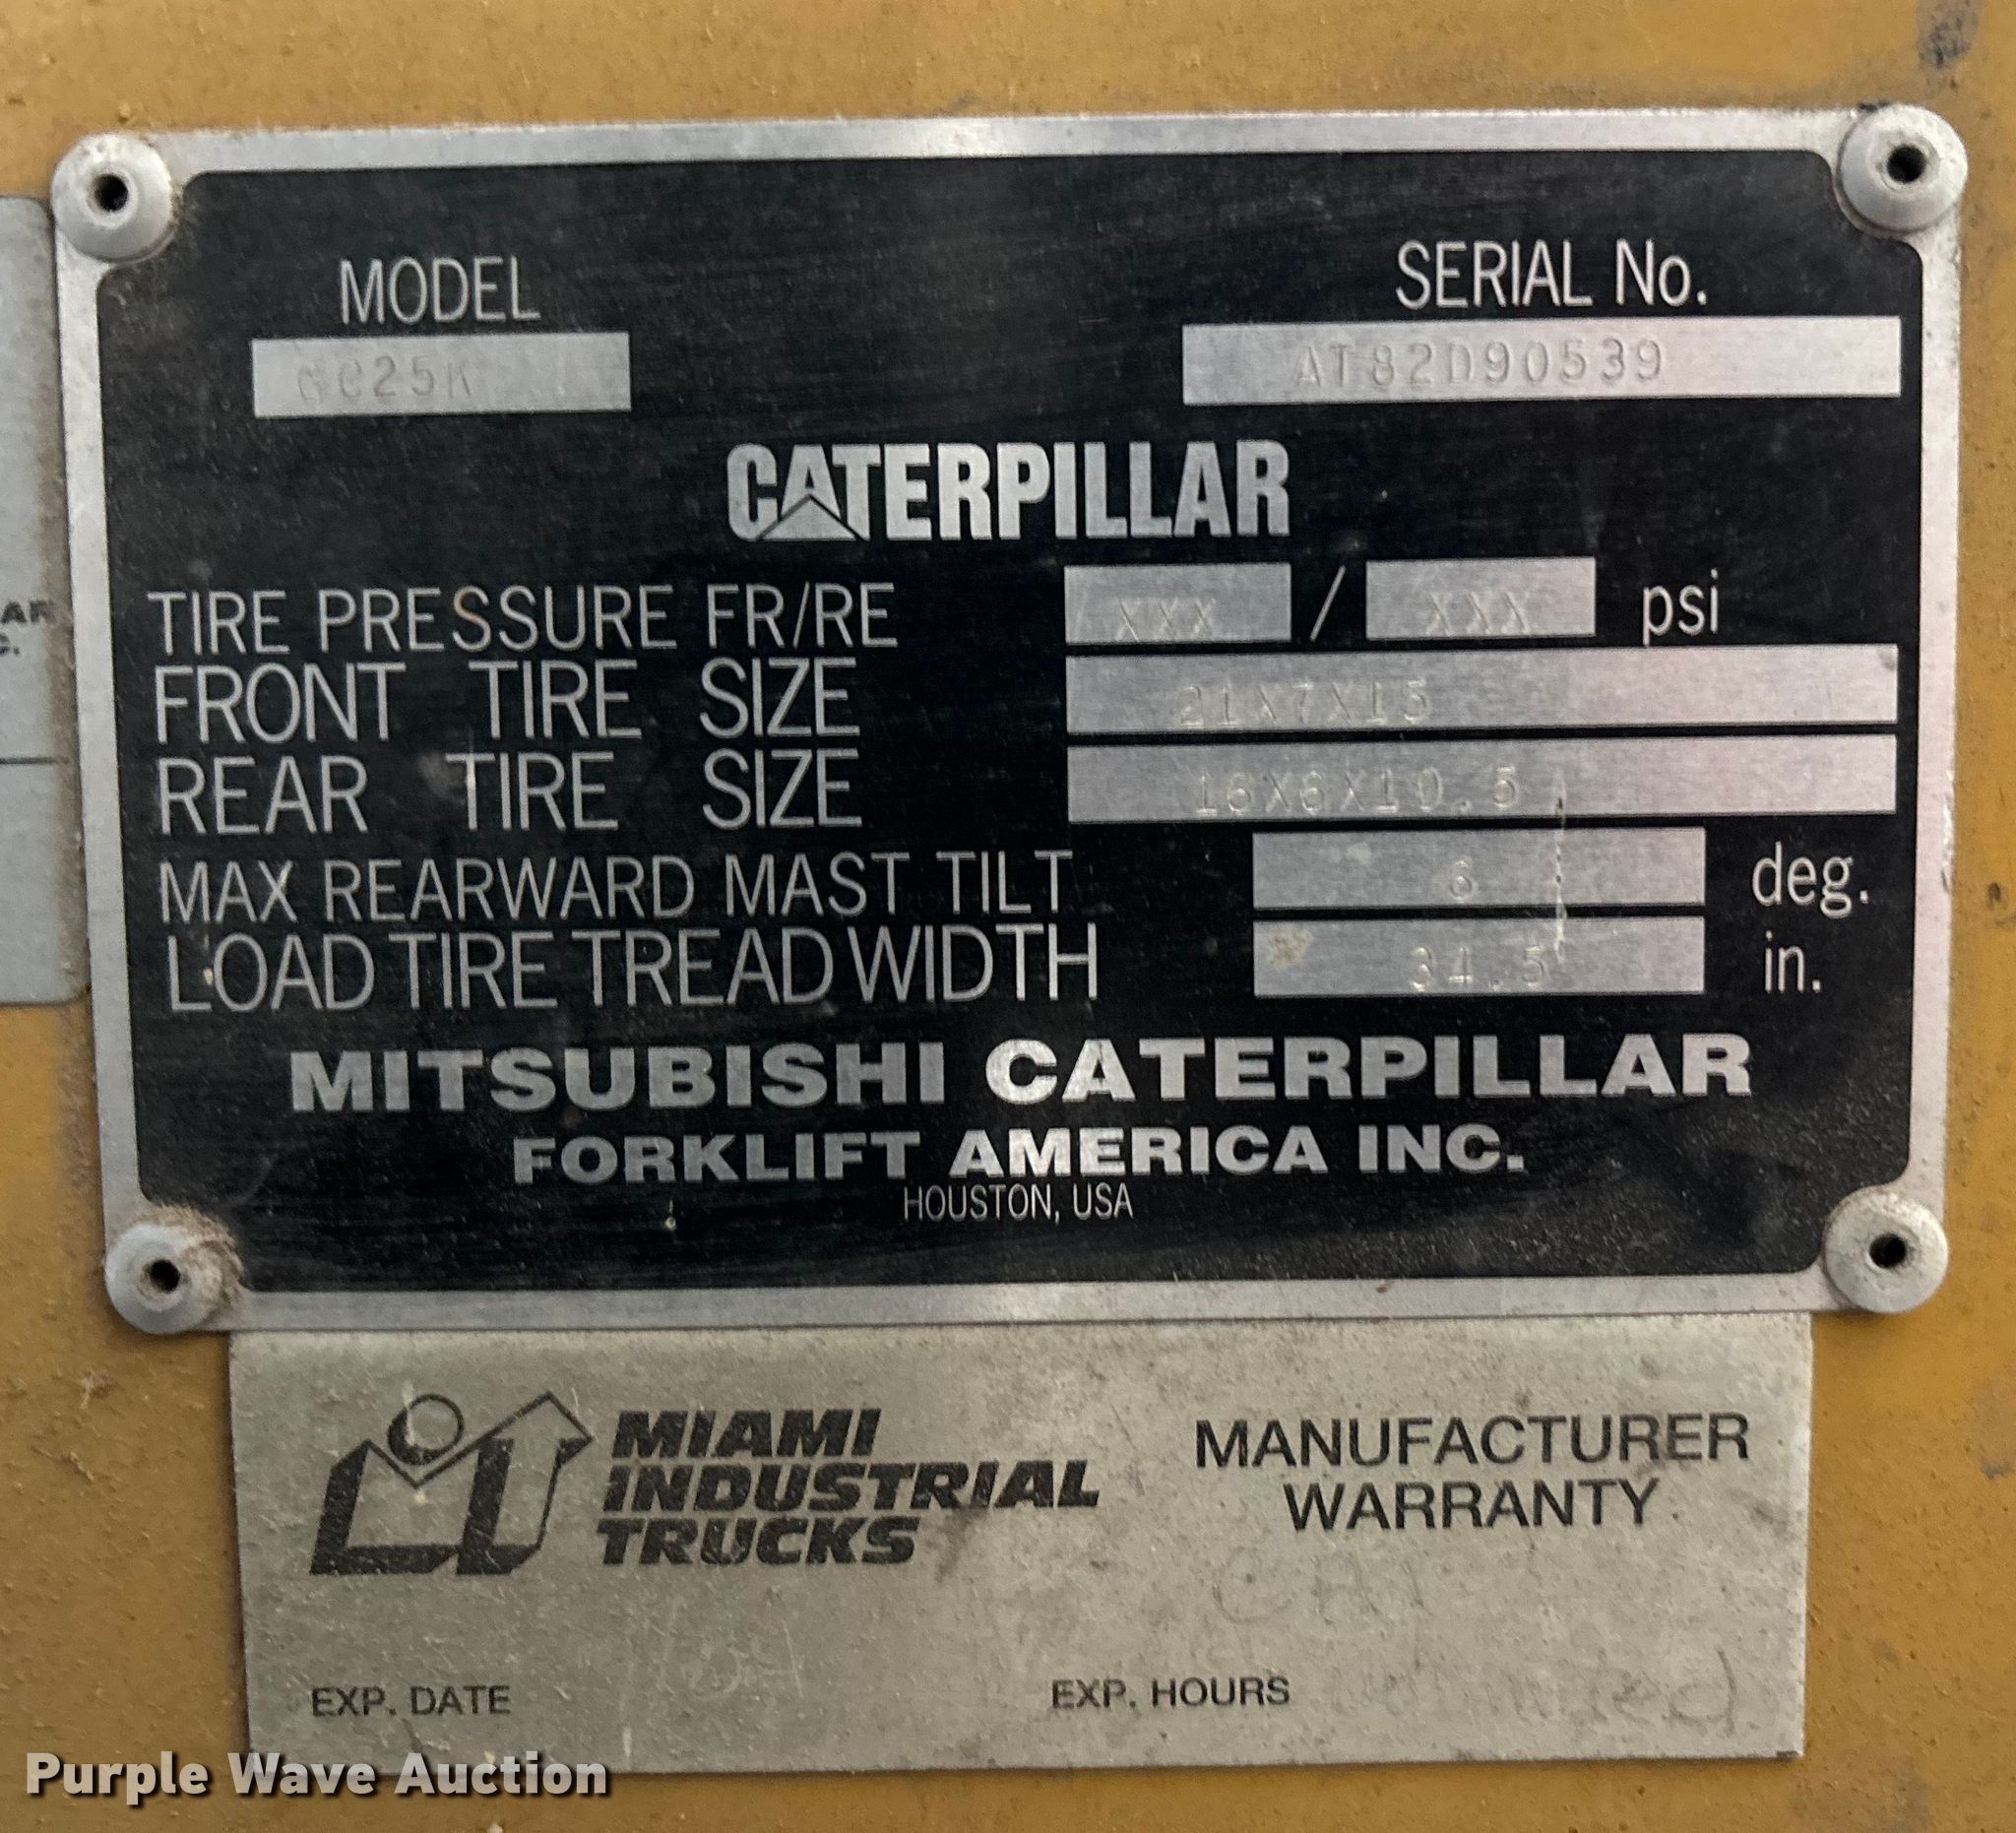 MODEL
SERIAL No.
GC25K
AT82D90539
CATERPILLAR
TIRE PRESSURE FR/RE XXX / XXX psi
FRONT TIRE SIZE 21X7X15
REAR TIRE SIZE 16X6X10.5
MAX REARWARD MAST TILT 6 deg.
LOAD TIRE TREAD WIDTH 34.5 in.
MITSUBISHI CATERPILLAR
FORKLIFT AMERICA INC.
HOUSTON, USA
MIAMI
INDUSTRIAL
TRUCKS
MANUFACTURER
WARRANTY
EXP. DATE
EXP. HOURS
Purple Wave Auction